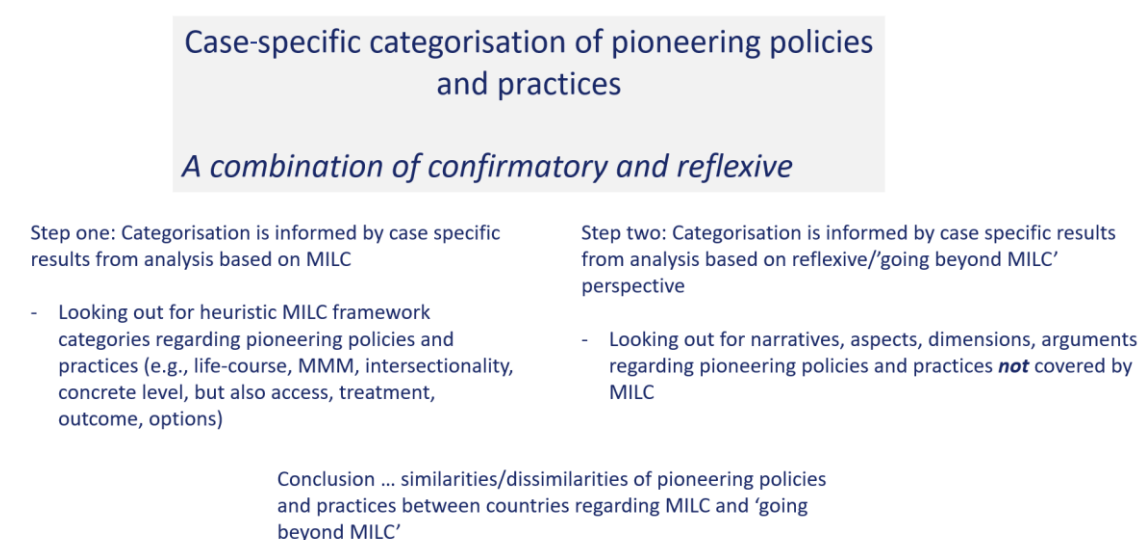 Case-specific categorisation of pioneering policies
and practices
A combination of confirmatory and reflexive
Step one: Categorisation is informed by case specific
results from analysis based on MILC
- Looking out for heuristic MILC framework
categories regarding pioneering policies and
practices (e.g., life-course, MMM, intersectionality,
concrete level, but also access, treatment,
outcome, options)
Step two: Categorisation is informed by case specific results
from analysis based on reflexive/’going beyond MILC’
perspective
- Looking out for narratives, aspects, dimensions, arguments
regarding pioneering policies and practices not covered by
MILC
Conclusion … similarities/dissimilarities of pioneering policies
and practices between countries regarding MILC and ‘going
beyond MILC’